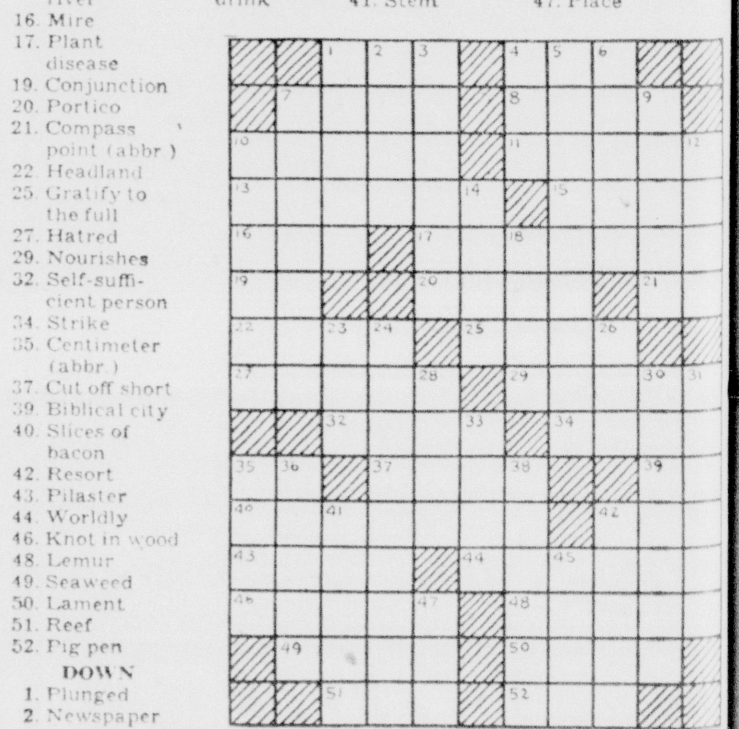 river
drink
41. Stem
47. Place
16. Mire
17. Plant
disease
19. Conjunction
20. Portico
21. Compass
point (abbr.)
22. Headland
25. Gratify to
the full
27. Hatred
29. Nourishes
32. Self-suffi-
cient person
34. Strike
35. Centimeter
(abbr.)
37. Cut off short
39. Biblical city
40. Slices of
bacon
42. Resort
43. Pilaster
44. Worldly
46. Knot in wood
48. Lemur
49. Seaweed
50. Lament
51. Reef
52. Pig pen
DOWN
1. Plunged
2. Newspaper
1 2 3 4 5 6
7 8 9
10 11 12
13 14 15
16 17 18
19 20 21
22 23 24 25 26
27 28 29 30 31
32 33 34
35 36 37 38 39
40 41 42
43 44 45
46 47 48
49 50
51 52